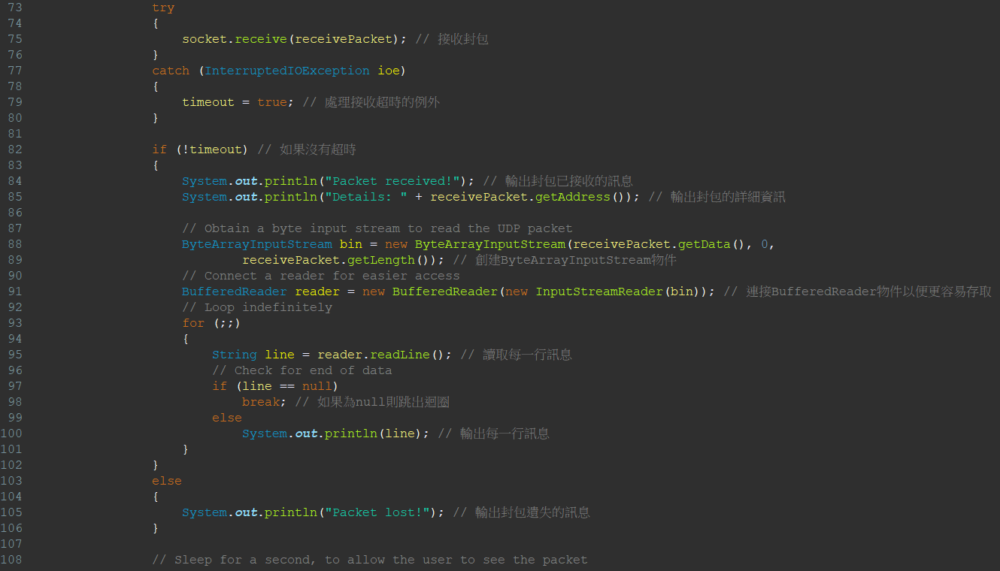 73 try
74 {
75 socket.receive(receivePacket); // 接收封包
76 }
77 catch (InterruptedIOException ioe)
78 {
79 timeout = true; // 處理接收超時的例外
80 }
81
82 if (!timeout) // 如果沒有超時
83 {
84 System.out.println("Packet received!"); // 輸出封包已接收的訊息
85 System.out.println("Details: " + receivePacket.getAddress()); // 輸出封包的詳細資訊
86
87 // Obtain a byte input stream to read the UDP packet
88 ByteArrayInputStream bin = new ByteArrayInputStream(receivePacket.getData(), 0,
89 receivePacket.getLength()); // 創建ByteArrayInputStream物件
90 // Connect a reader for easier access
91 BufferedReader reader = new BufferedReader(new InputStreamReader(bin)); // 連接BufferedReader物件以便更容易存取
92 // Loop indefinitely
93 for (;;)
94 {
95 String line = reader.readLine(); // 讀取每一行訊息
96 // Check for end of data
97 if (line == null)
98 break; // 如果為null則跳出迴圈
99 else
100 System.out.println(line); // 輸出每一行訊息
101 }
102 }
103 else
104 {
105 System.out.println("Packet lost!"); // 輸出封包遺失的訊息
106 }
107
108 // Sleep for a second, to allow the user to see the packet